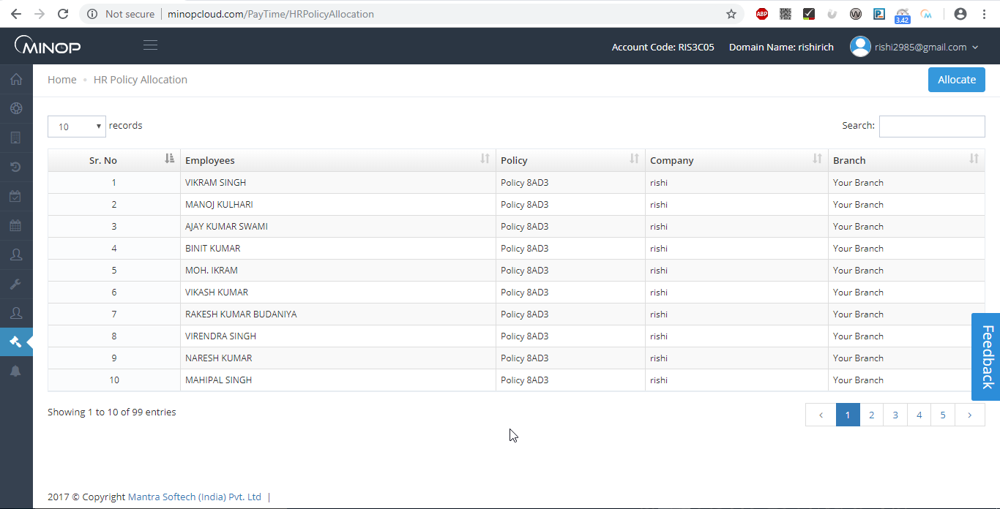 Not secure | minopcloud.com/PayTime/HRPolicyAllocation
ABP
W
P
3.42
M
MINOP
Account Code: RIS3C05 Domain Name: rishirich rishi2985@gmail.com
Home • HR Policy Allocation Allocate
10 records Search:
Sr. No Employees Policy Company Branch
1 VIKRAM SINGH Policy 8AD3 rishi Your Branch
2 MANOJ KULHARI Policy 8AD3 rishi Your Branch
3 AJAY KUMAR SWAMI Policy 8AD3 rishi Your Branch
4 BINIT KUMAR Policy 8AD3 rishi Your Branch
5 MOH. IKRAM Policy 8AD3 rishi Your Branch
6 VIKASH KUMAR Policy 8AD3 rishi Your Branch
7 RAKESH KUMAR BUDANIYA Policy 8AD3 rishi Your Branch
8 VIRENDRA SINGH Policy 8AD3 rishi Your Branch
9 NARESH KUMAR Policy 8AD3 rishi Your Branch
10 MAHIPAL SINGH Policy 8AD3 rishi Your Branch
Feedback
Showing 1 to 10 of 99 entries < 1 2 3 4 5 >
2017 © Copyright Mantra Softech (India) Pvt. Ltd |